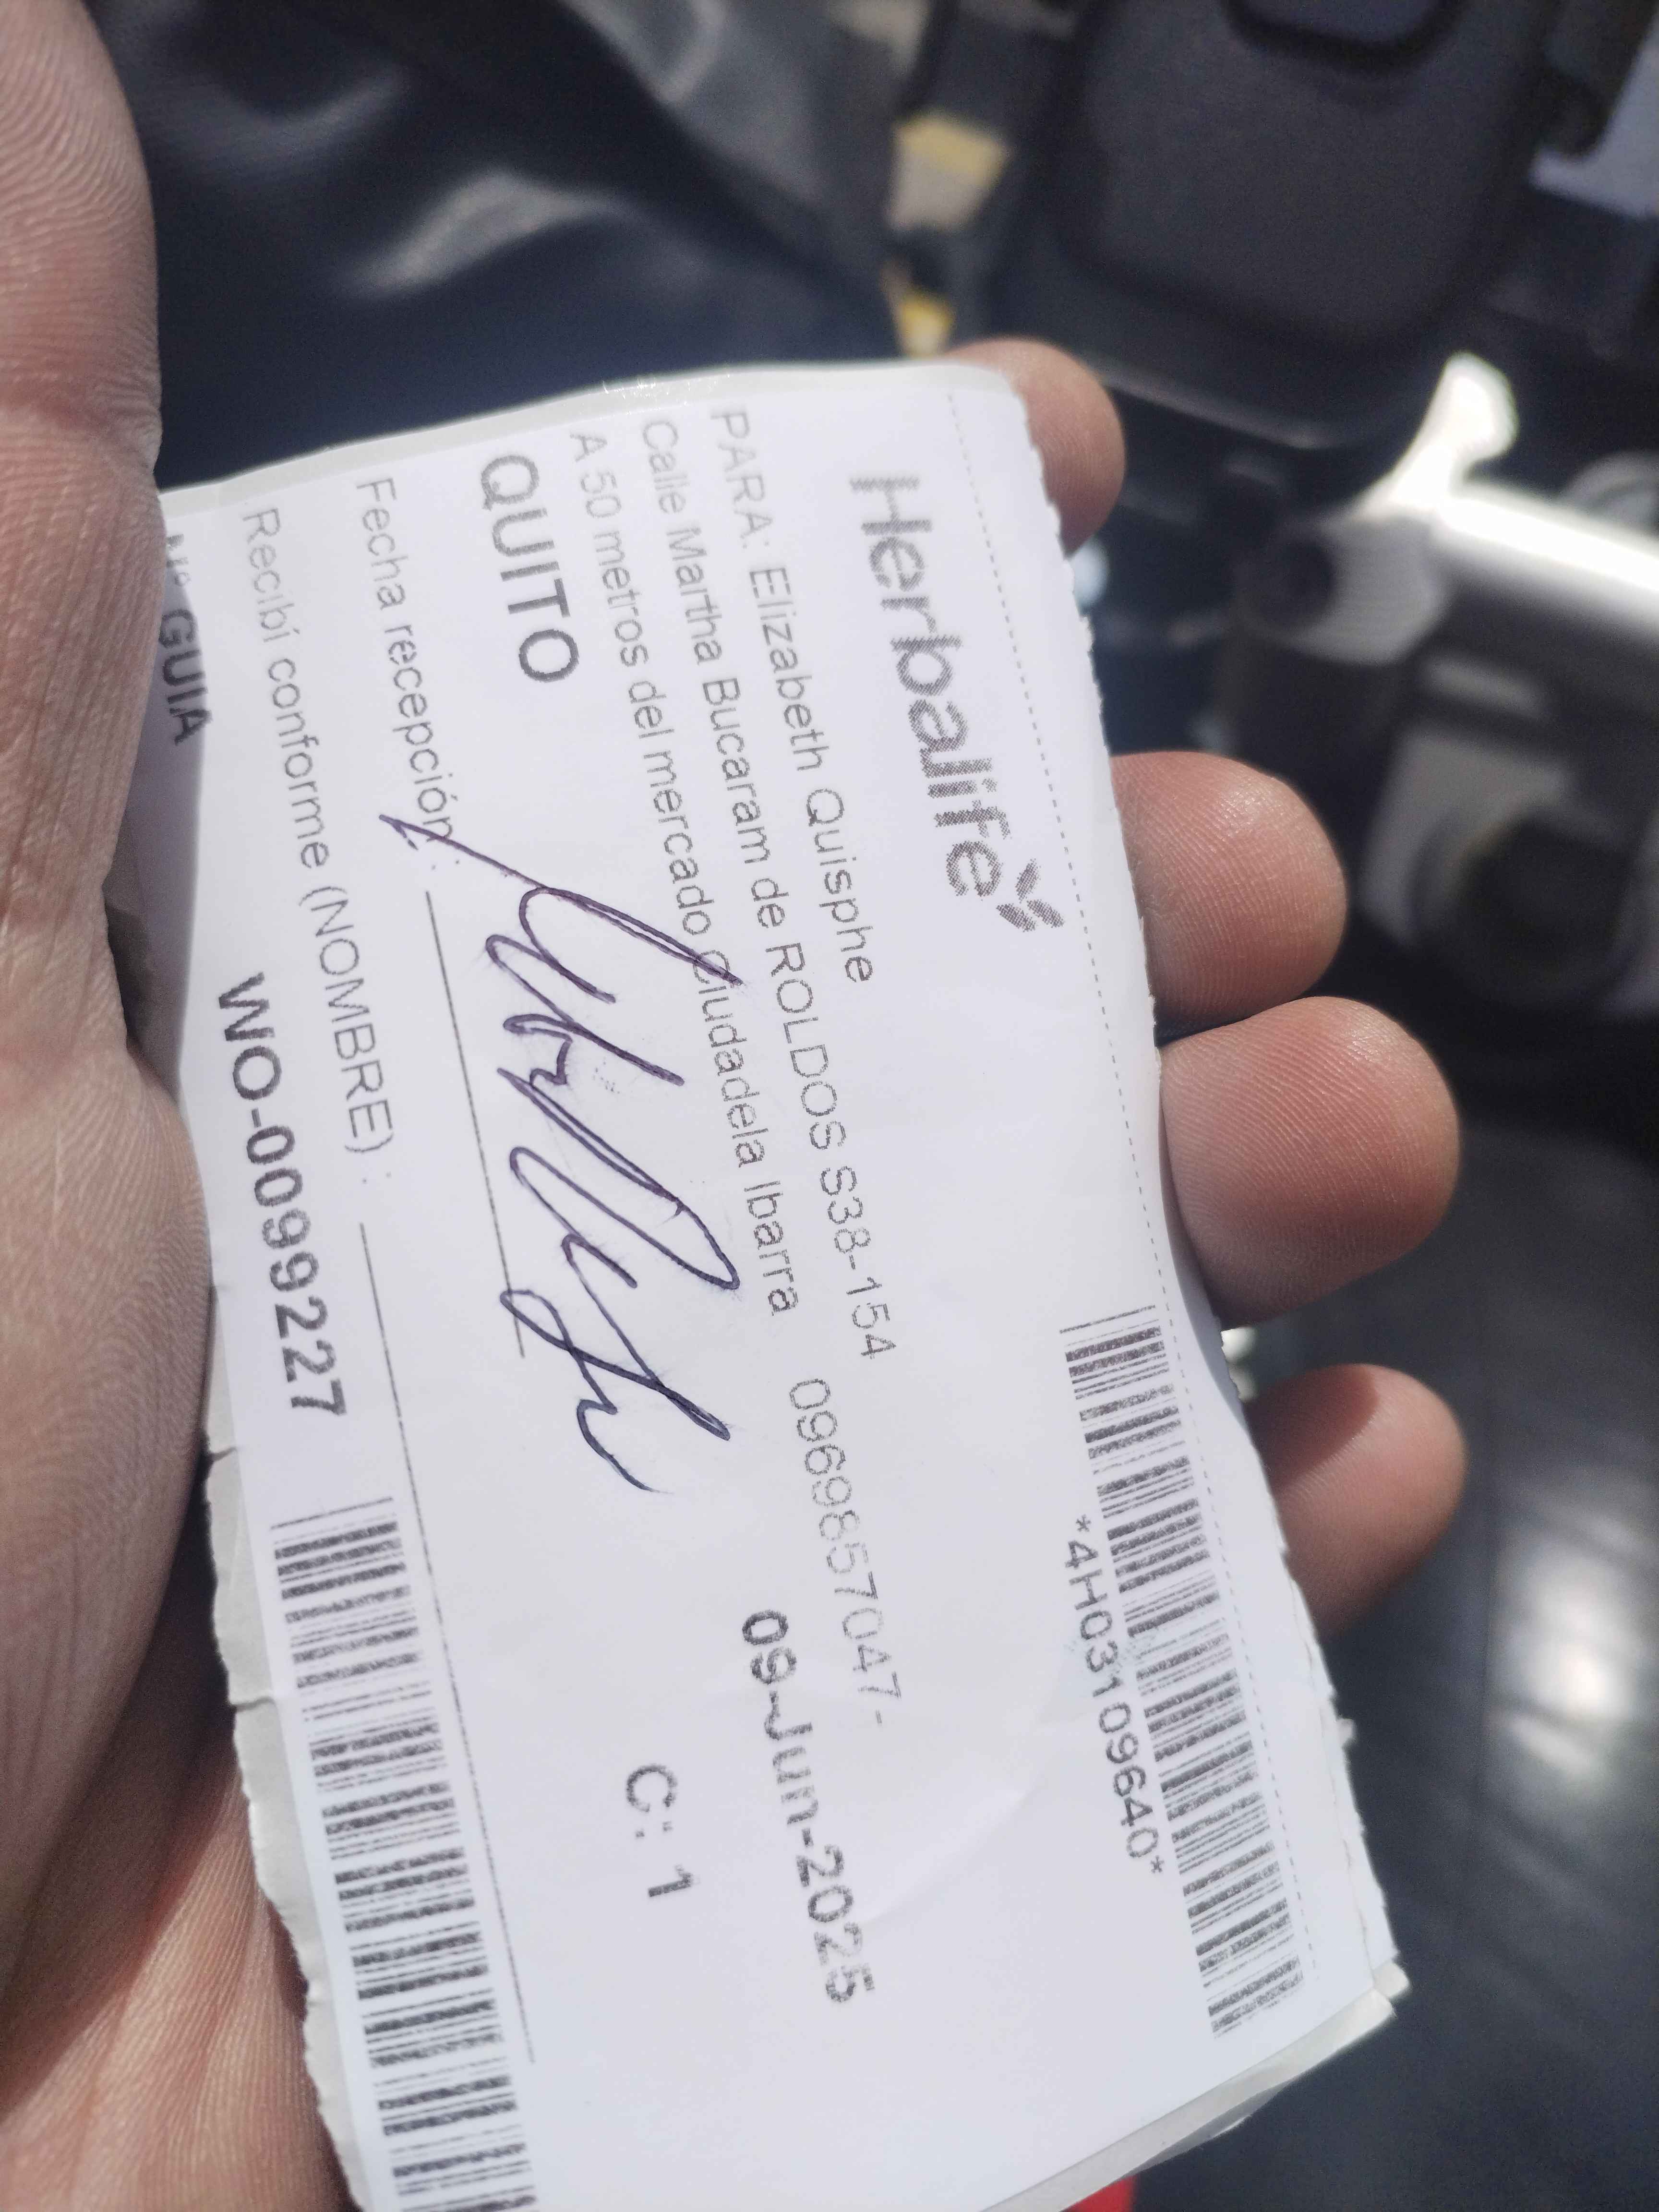 Herbalife
*4H03109640*
PARA: Elizabeth Quisphe
Calle Martha Bucaram de ROLDOS S38-154
A 50 metros del mercado Ciudadela Ibarra 0969857047-
QUITO
09-Jun-2025
C: 1
Fecha recepción :
Recibí conforme (NOMBRE) :
Nº GUIA
WO-0099227